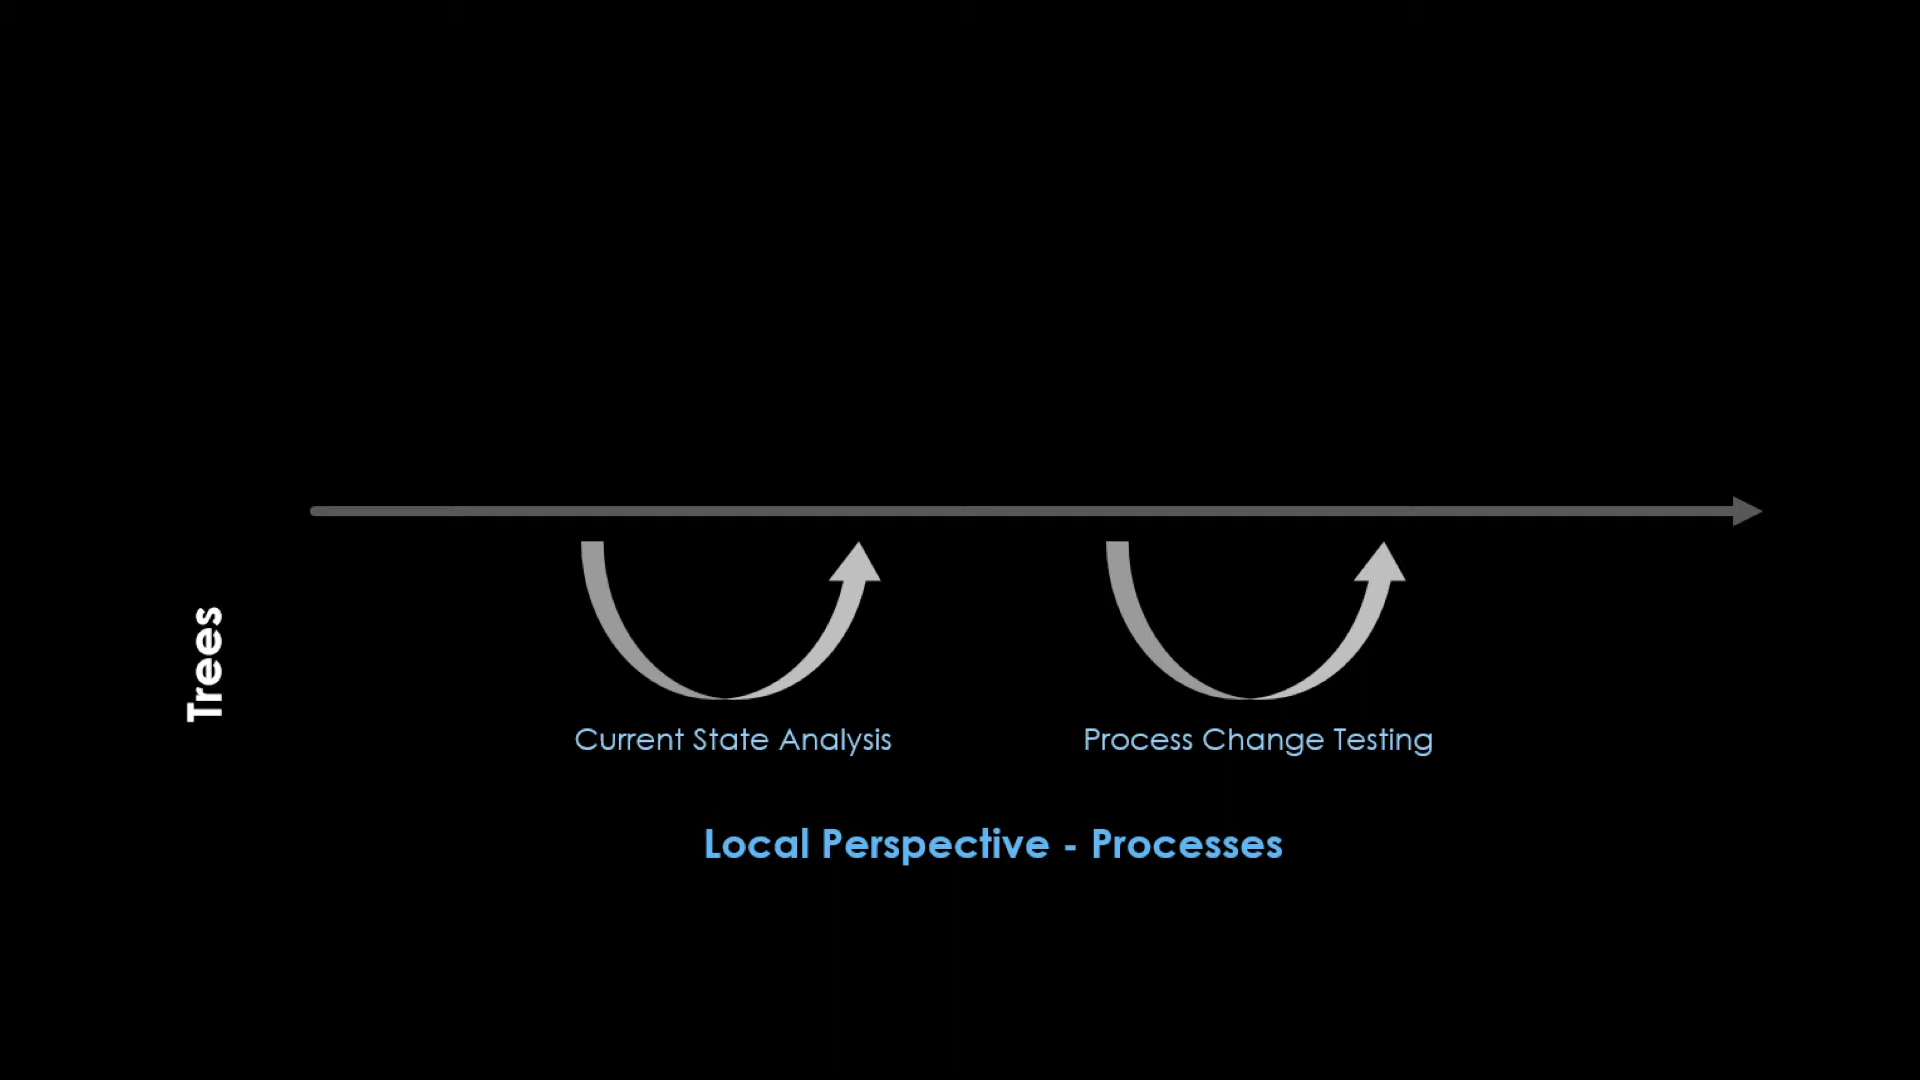 Trees
Current State Analysis
Process Change Testing
Local Perspective - Processes